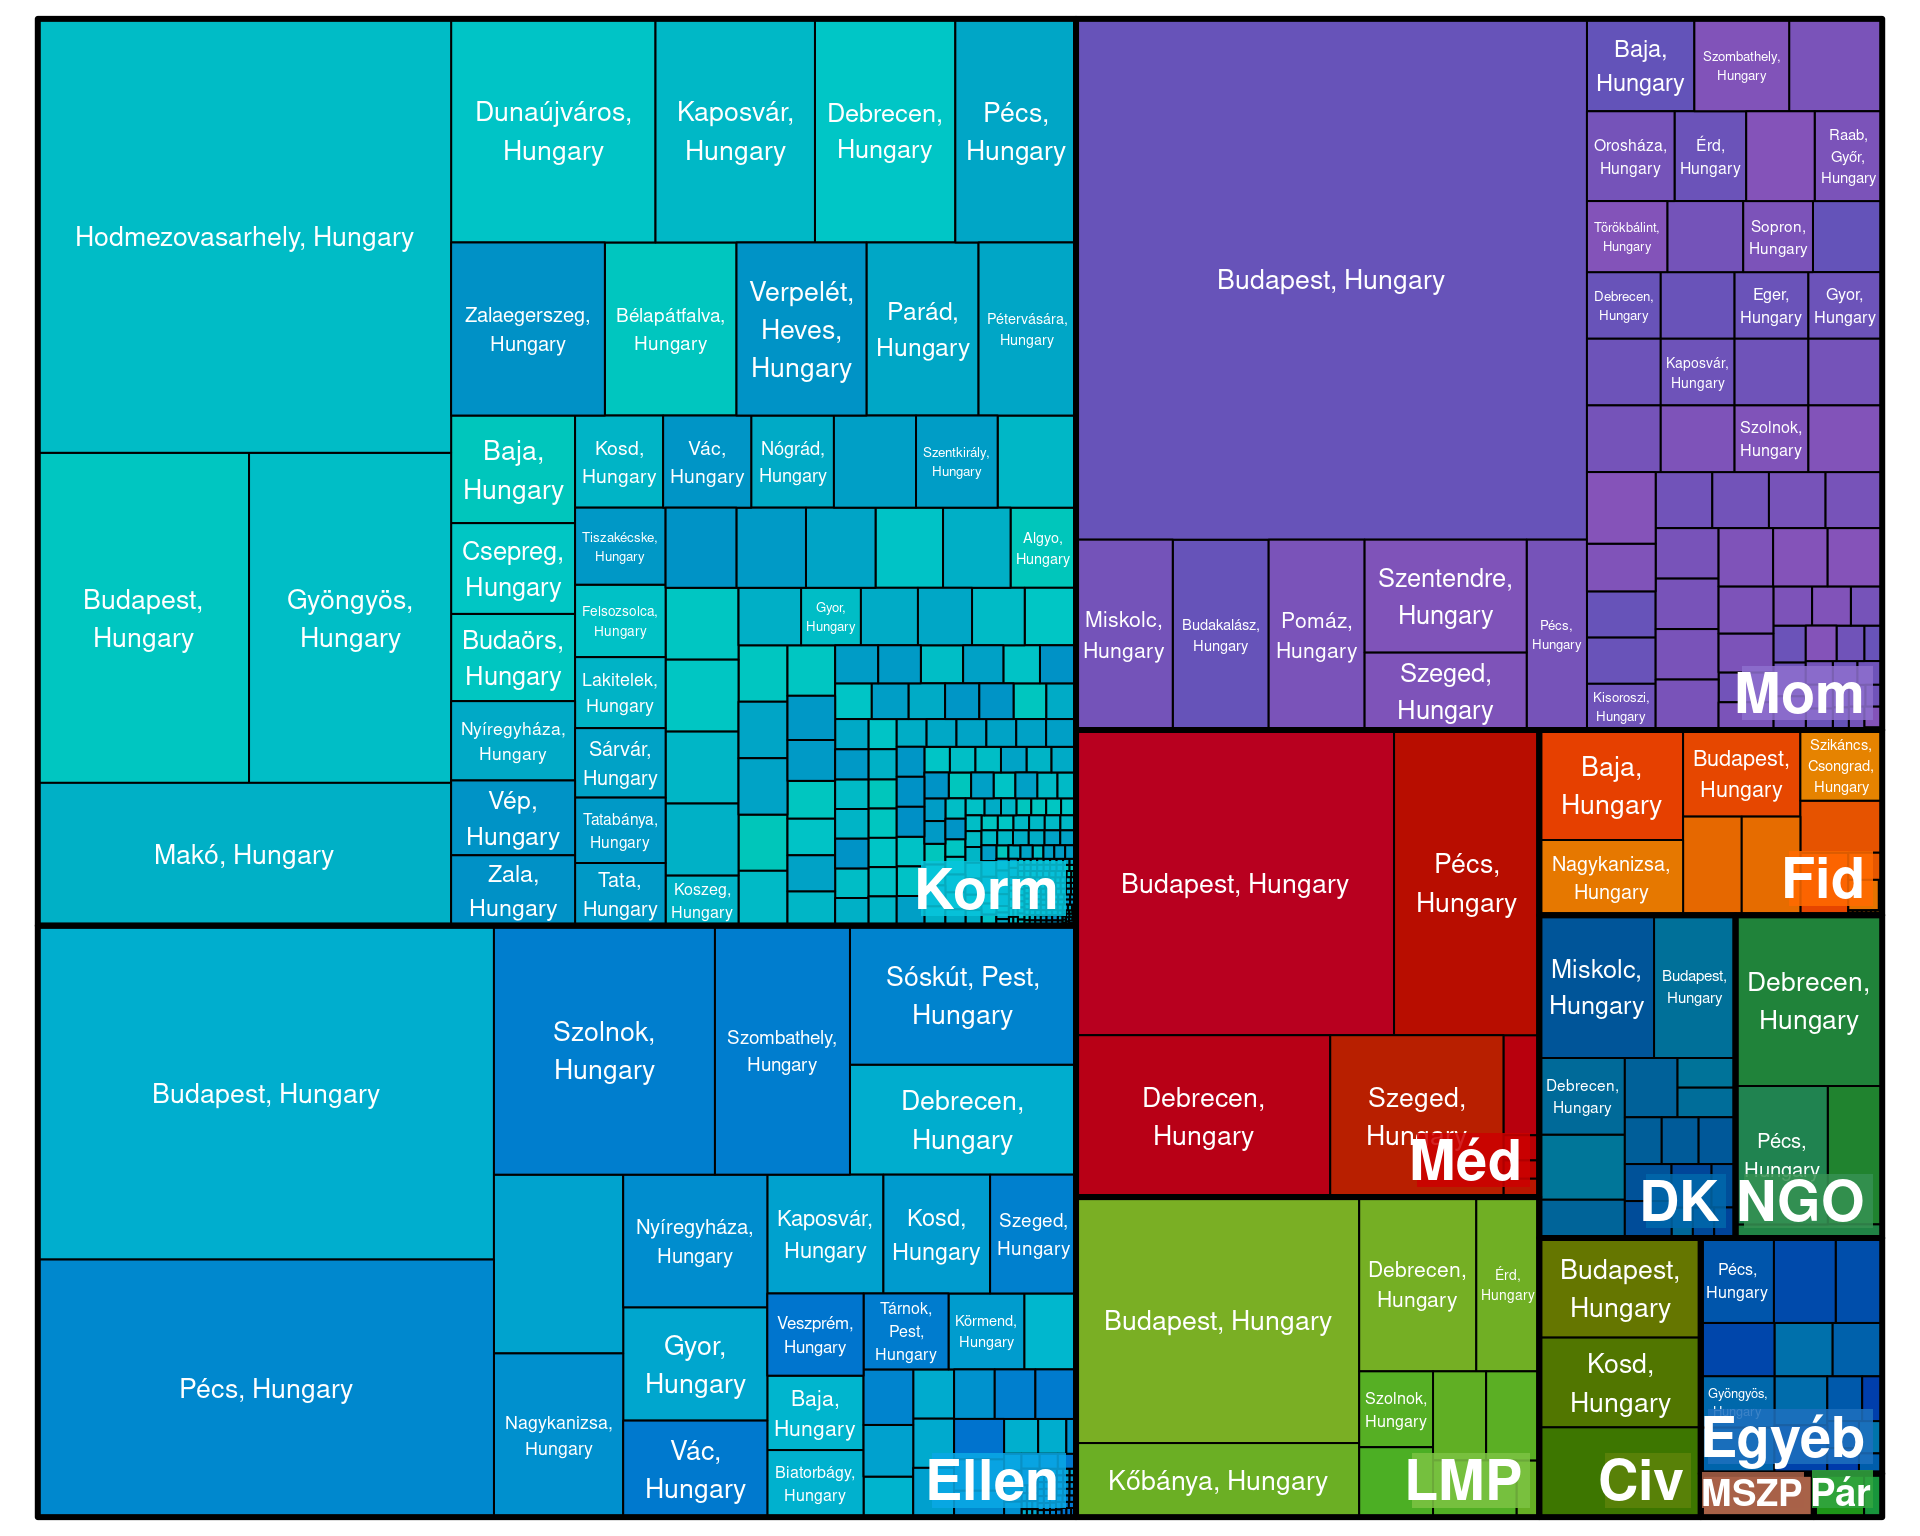 Hodmezovasarhely, Hungary
Budapest,
Hungary
Gyöngyös,
Hungary
Makó, Hungary
Dunaújváros,
Hungary
Kaposvár,
Hungary
Debrecen,
Hungary
Pécs,
Hungary
Zalaegerszeg,
Hungary
Bélapátfalva,
Hungary
Verpelét,
Heves,
Hungary
Parád,
Hungary
Pétervására,
Hungary
Baja,
Hungary
Csepreg,
Hungary
Budaörs,
Hungary
Nyíregyháza,
Hungary
Vép,
Hungary
Zala,
Hungary
Kosd,
Hungary
Vác,
Hungary
Nógrád,
Hungary
Szentkirály,
Hungary
Tiszakécske,
Hungary
Algyo,
Hungary
Felsozsolca,
Hungary
Gyor,
Hungary
Lakitelek,
Hungary
Sárvár,
Hungary
Tatabánya,
Hungary
Tata,
Hungary
Koszeg,
Hungary
Korm
Budapest, Hungary
Miskolc,
Hungary
Budakalász,
Hungary
Pomáz,
Hungary
Szentendre,
Hungary
Szeged,
Hungary
Pécs,
Hungary
Baja,
Hungary
Szombathely,
Hungary
Orosháza,
Hungary
Érd,
Hungary
Raab,
Győr,
Hungary
Törökbálint,
Hungary
Sopron,
Hungary
Debrecen,
Hungary
Eger,
Hungary
Gyor,
Hungary
Kaposvár,
Hungary
Szolnok,
Hungary
Kisoroszi,
Hungary
Mom
Budapest, Hungary
Pécs, Hungary
Szolnok,
Hungary
Szombathely,
Hungary
Sóskút, Pest,
Hungary
Debrecen,
Hungary
Nagykanizsa,
Hungary
Nyíregyháza,
Hungary
Gyor,
Hungary
Vác,
Hungary
Kaposvár,
Hungary
Kosd,
Hungary
Szeged,
Hungary
Veszprém,
Hungary
Tárnok,
Pest,
Hungary
Körmend,
Hungary
Baja,
Hungary
Biatorbágy,
Hungary
Ellen
Budapest, Hungary
Pécs,
Hungary
Debrecen,
Hungary
Szeged,
Hungary
Méd
Budapest, Hungary
Kőbánya, Hungary
Debrecen,
Hungary
Érd,
Hungary
Szolnok,
Hungary
LMP
Baja,
Hungary
Budapest,
Hungary
Szikáncs,
Csongrad,
Hungary
Nagykanizsa,
Hungary
Fid
Miskolc,
Hungary
Budapest,
Hungary
Debrecen,
Hungary
DK
Debrecen,
Hungary
Pécs,
Hungary
NGO
Budapest,
Hungary
Kosd,
Hungary
Civ
Pécs,
Hungary
Gyöngyös,
Hungary
Egyéb
MSZP
Pár